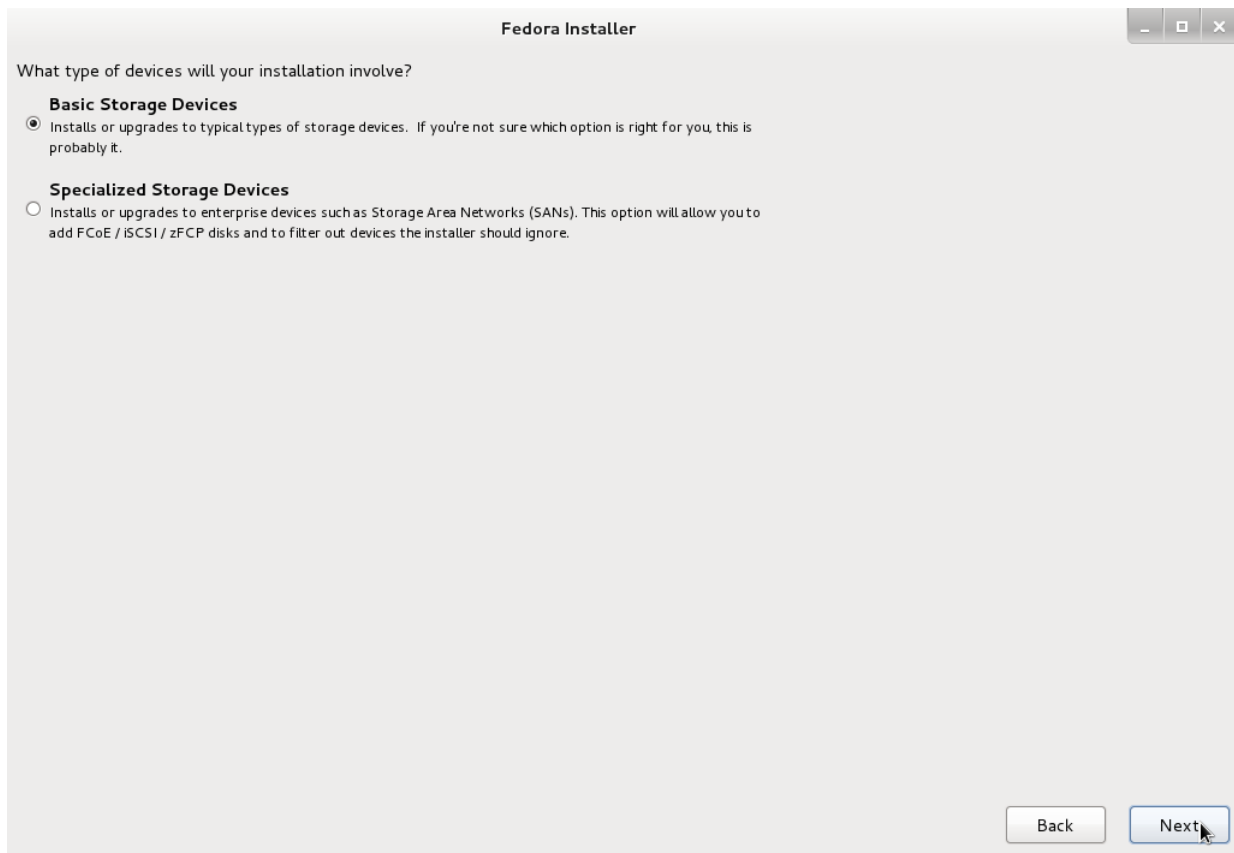 Fedora Installer
What type of devices will your installation involve?
Basic Storage Devices
Installs or upgrades to typical types of storage devices. If you're not sure which option is right for you, this is
probably it.
Specialized Storage Devices
Installs or upgrades to enterprise devices such as Storage Area Networks (SANs). This option will allow you to
add FCoE / iSCSI / zFCP disks and to filter out devices the installer should ignore.
Back
Next